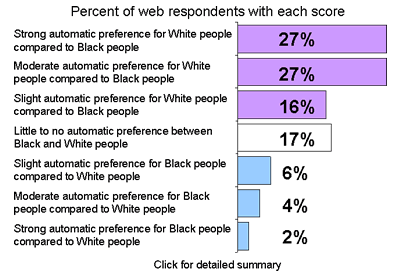 Percent of web respondents with each score
Strong automatic preference for White people
compared to Black people
27%
Moderate automatic preference for White
people compared to Black people
27%
Slight automatic preference for White people
compared to Black people
16%
Little to no automatic preference between
Black and White people
17%
Slight automatic preference for Black people
compared to White people
6%
Moderate automatic preference for Black
people compared to White people
4%
Strong automatic preference for Black people
compared to White people
2%
Click for detailed summary